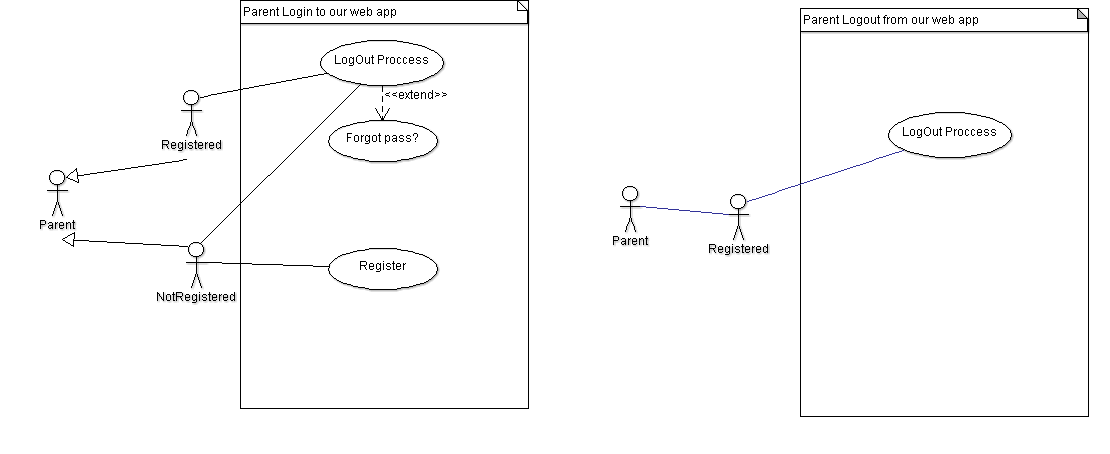 Parent Login to our web app
LogOut Proccess
<<extend>>
Forgot pass?
Registered
Parent
Register
NotRegistered
Parent Logout from our web app
LogOut Proccess
Parent
Registered